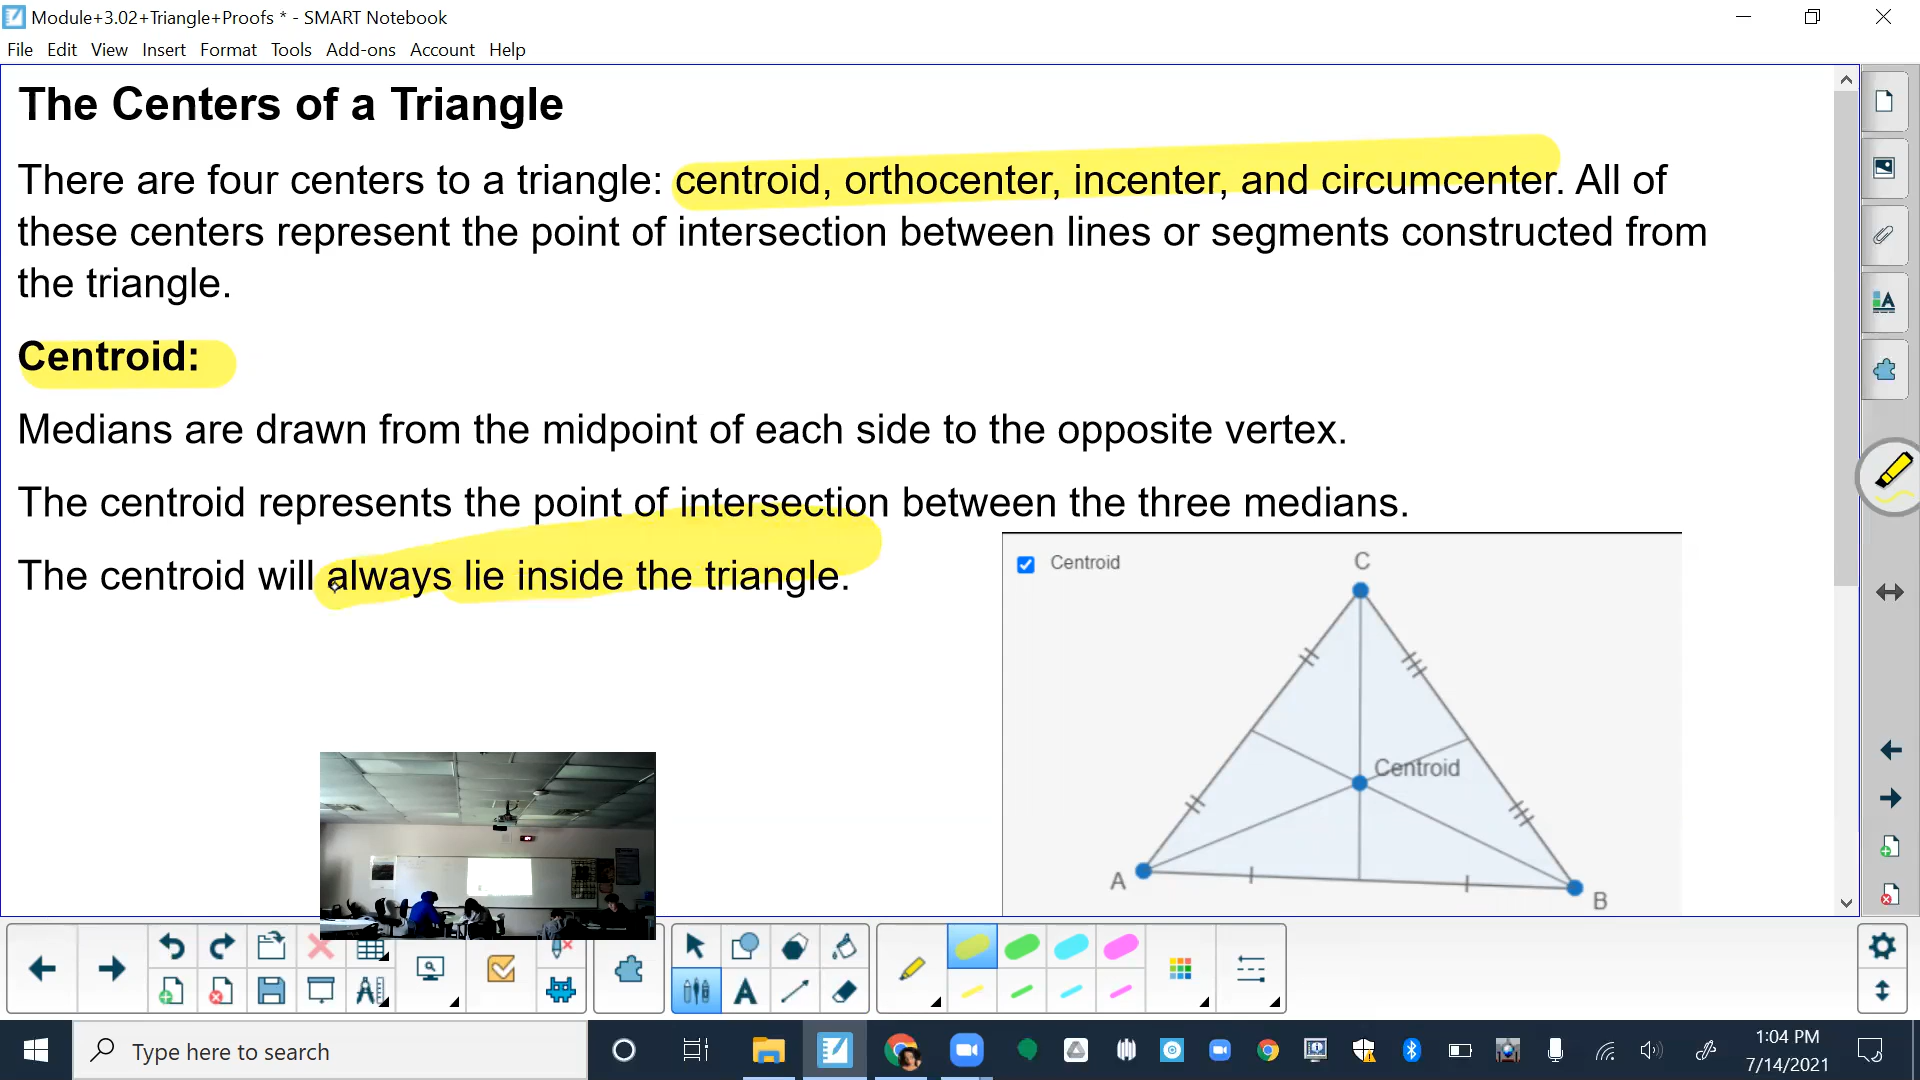 Module+3.02+Triangle+Proofs * - SMART Notebook
File Edit View Insert Format Tools Add-ons Account Help
The Centers of a Triangle
There are four centers to a triangle: centroid, orthocenter, incenter, and circumcenter. All of
these centers represent the point of intersection between lines or segments constructed from
the triangle.
Centroid:
Medians are drawn from the midpoint of each side to the opposite vertex.
The centroid represents the point of intersection between the three medians.
The centroid will always lie inside the triangle.
Centroid
C
Centroid
A
B
Type here to search
1:04 PM
7/14/2021